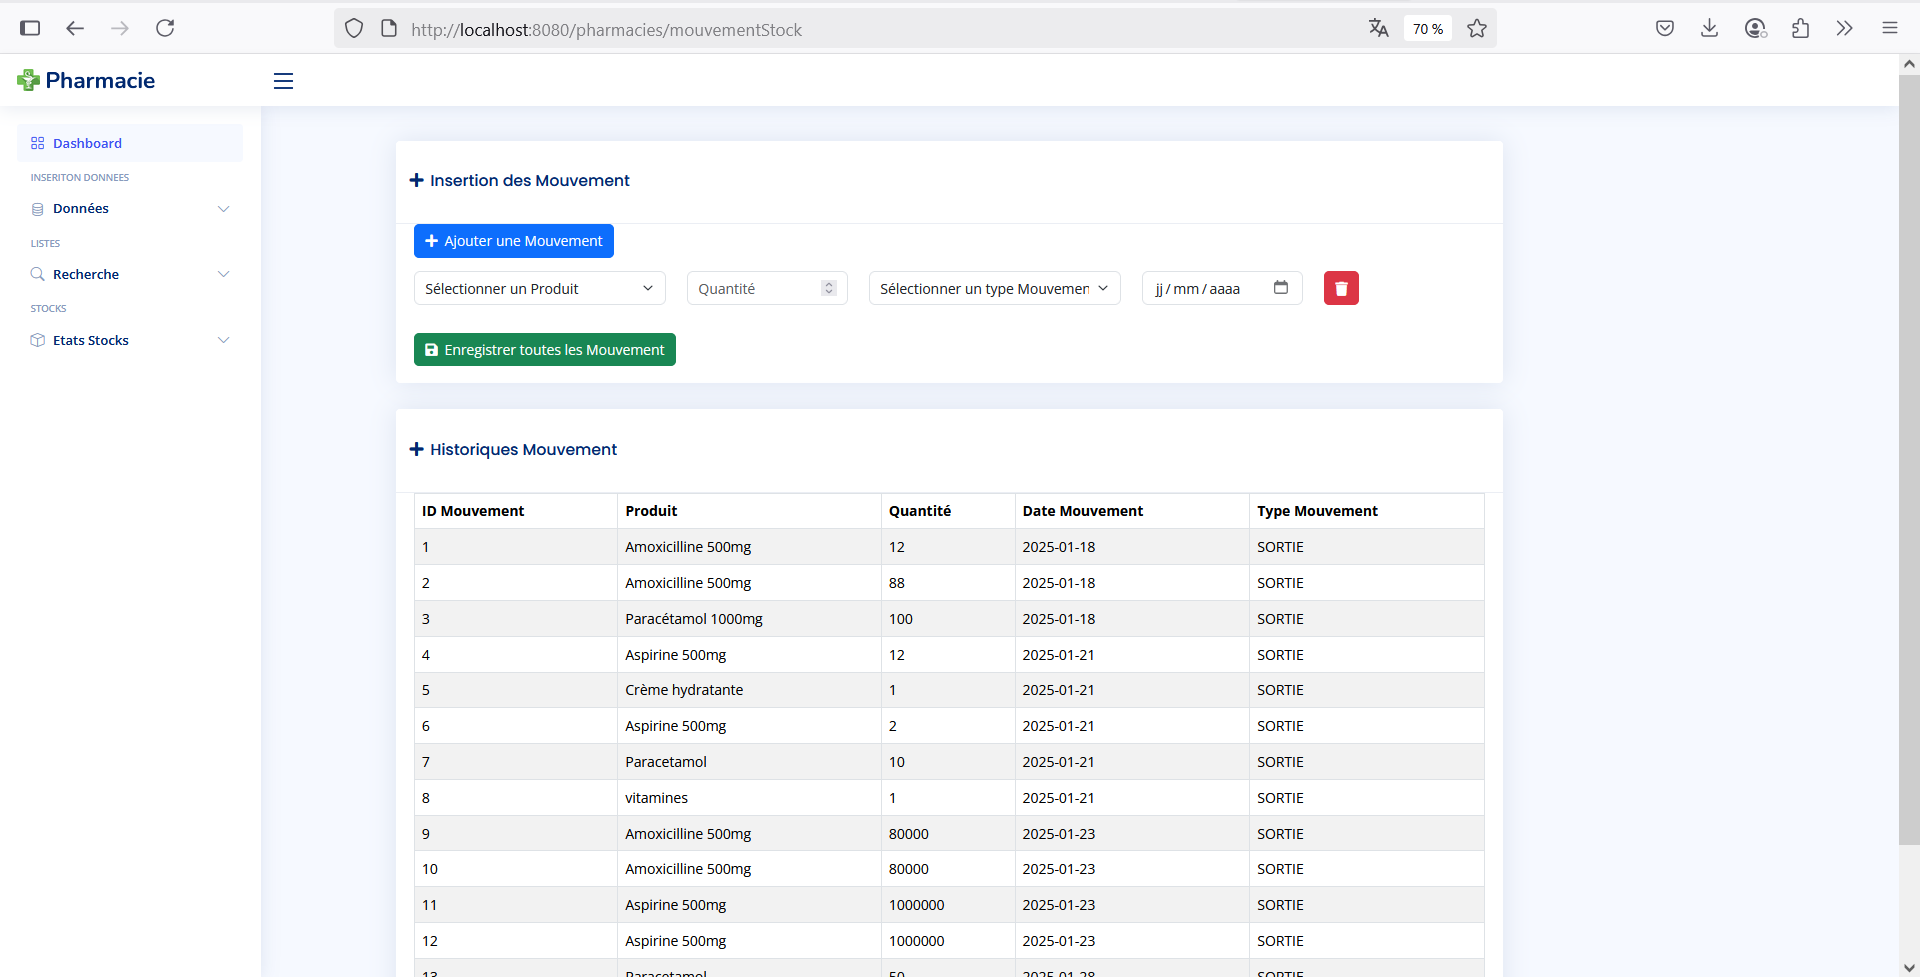 http://localhost:8080/pharmacies/mouvementStock
70 %
Pharmacie
Dashboard
INSERITON DONNEES
Données
LISTES
Recherche
STOCKS
Etats Stocks
Insertion des Mouvement
Ajouter une Mouvement
Sélectionner un Produit Quantité Sélectionner un type Mouvemen jj / mm / aaaa
Enregistrer toutes les Mouvement
Historiques Mouvement
ID Mouvement Produit Quantité Date Mouvement Type Mouvement
1 Amoxicilline 500mg 12 2025-01-18 SORTIE
2 Amoxicilline 500mg 88 2025-01-18 SORTIE
3 Paracétamol 1000mg 100 2025-01-18 SORTIE
4 Aspirine 500mg 12 2025-01-21 SORTIE
5 Crème hydratante 1 2025-01-21 SORTIE
6 Aspirine 500mg 2 2025-01-21 SORTIE
7 Paracetamol 10 2025-01-21 SORTIE
8 vitamines 1 2025-01-21 SORTIE
9 Amoxicilline 500mg 80000 2025-01-23 SORTIE
10 Amoxicilline 500mg 80000 2025-01-23 SORTIE
11 Aspirine 500mg 1000000 2025-01-23 SORTIE
12 Aspirine 500mg 1000000 2025-01-23 SORTIE
13 Paracetamol 50 2025-01-28 SORTIE